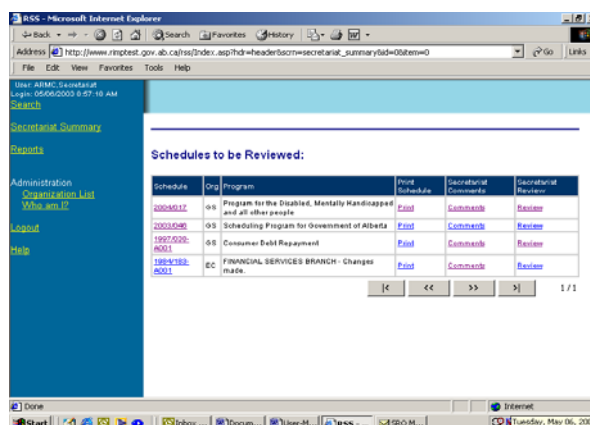 RSS - Microsoft Internet Explorer
Back
Search Favorites History
Address http://www.rimptest.gov.ab.ca/rss/Index.asp?hdr=header&scrn=secretariat_summary&id=0&item=0 Go Links
File Edit View Favorites Tools Help
User: ARMC, Secretariat
Login: 05/06/2003 8:57:18 AM
Search
Secretariat Summary
Reports
Administration
Organization List
Who am I?
Logout
Help
Schedules to be Reviewed:
Schedule Org Program Print Schedule Secretariat Comments Secretariat Review
2004/017 GS Program for the Disabled, Mentally Handicapped and all other people Print Comments Review
2003/046 GS Scheduling Program for Government of Alberta Print Comments Review
A001 GS Consumer Debt Repayment Print Comments Review
A001 EC FINANCIAL SERVICES BRANCH - Changes made. Print Comments Review
|< << >> >| 1/1
Done Internet
Start Inbox ... Docum... User-M... RSS - ... Tuesday, May 06, 200